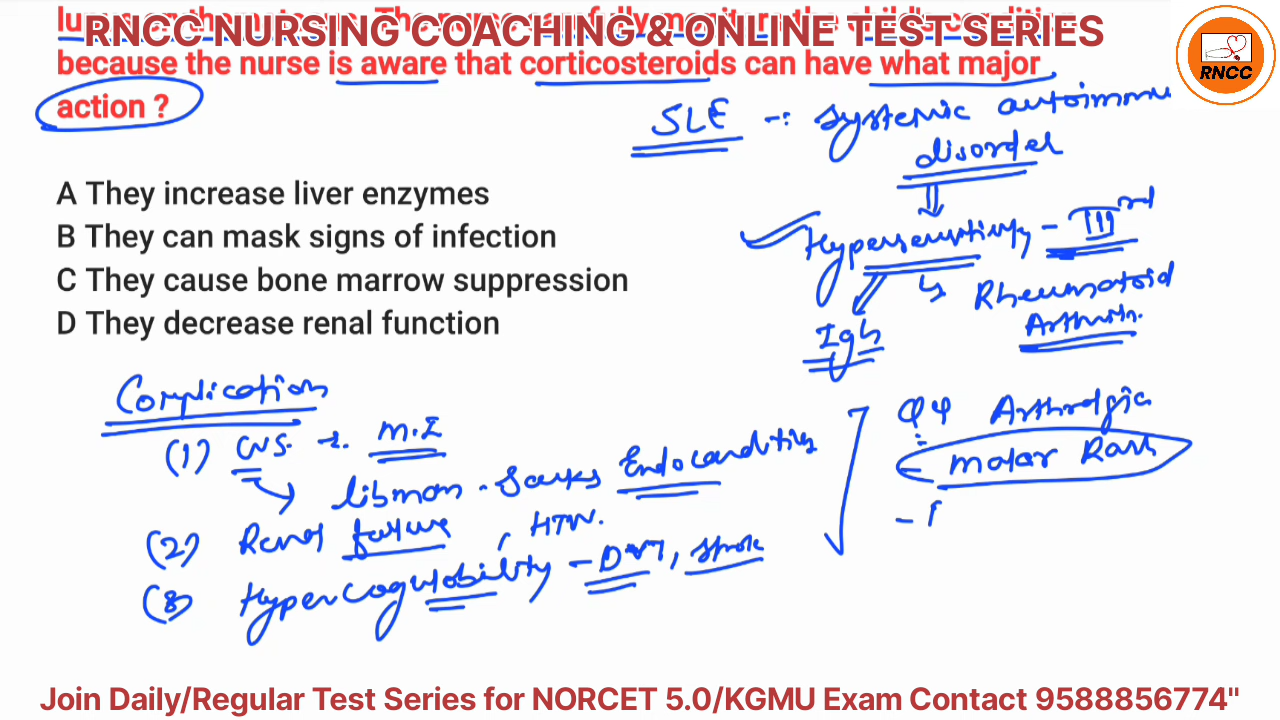 RNCC NURSING COACHING & ONLINE TEST SERIES
because the nurse is aware that corticosteroids can have what major
action ?
RNCC
SLE -: Systemic autoimmu
disorder
Hypersensitivity - III rd
Rheumatoid
Arthritis.
IgG
A They increase liver enzymes
B They can mask signs of infection
C They cause bone marrow suppression
D They decrease renal function
Complication
(1) CVS. -: M.I
libman - Sacks Endocarditis
(2) Renal failure, HTN.
(3) Hypercoagulability - DVT, stroke
Arthralgia
- Malar Rash
Join Daily/Regular Test Series for NORCET 5.0/KGMU Exam Contact 9588856774"